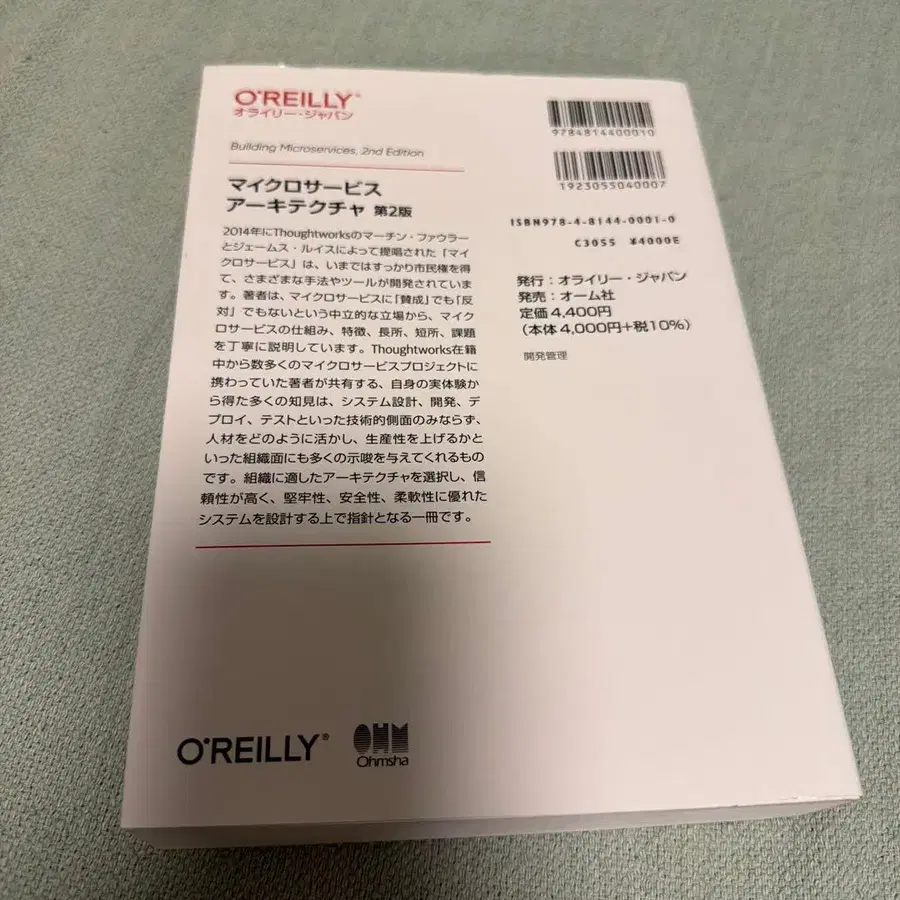 O'REILLY®
オライリー・ジャパン
Building Microservices, 2nd Edition
マイクロサービス
アーキテクチャ 第2版
2014年にThoughtworksのマーチン・ファウラー
とジェームス・ルイスによって提唱された「マイ
クロサービス」は、いまではすっかり市民権を得
て、さまざまな手法やツールが開発されていま
す。著者は、マイクロサービスに「賛成」でも「反
対」でもないという中立的な立場から、マイク
ロサービスの仕組み、特徴、長所、短所、課題
を丁寧に説明しています。Thoughtworks在籍
中から数多くのマイクロサービスプロジェクトに
携わっていた著者が共有する、自身の実体験か
ら得た多くの知見は、システム設計、開発、デ
プロイ、テストといった技術的側面のみならず、
人材をどのように活かし、生産性を上げるかと
いった組織面にも多くの示唆を与えてくれるもの
です。組織に適したアーキテクチャを選択し、信
頼性が高く、堅牢性、安全性、柔軟性に優れた
システムを設計する上で指針となる一冊です。
9784814400010
1923055040007
ISBN978-4-8144-0001-0
C3055 ¥4000E
発行：オライリー・ジャパン
発売：オーム社
定価4,400円
（本体4,000円+税10%）
開発管理
O'REILLY®
OHM
Ohmsha